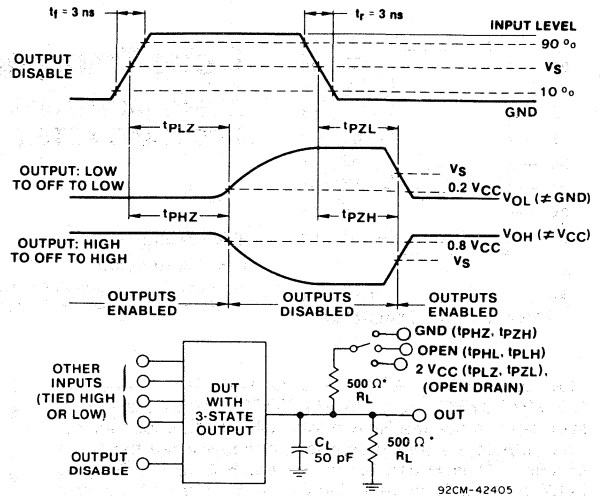 tf = 3 ns
tr = 3 ns
INPUT LEVEL
90 %
OUTPUT DISABLE
VS
10 %
GND
tPLZ
tPZL
OUTPUT: LOW
TO OFF TO LOW
VS
0.2 VCC
VOL (≠ GND)
tPHZ
tPZH
OUTPUT: HIGH
TO OFF TO HIGH
VOH (≠ VCC)
0.8 VCC
VS
OUTPUTS ENABLED
OUTPUTS DISABLED
OUTPUTS ENABLED
GND (tPHZ, tPZH)
OPEN (tPHL, tPLH)
2 VCC (tPLZ, tPZL),
(OPEN DRAIN)
OTHER
INPUTS
(TIED HIGH
OR LOW)
DUT
WITH
3-STATE
OUTPUT
500 Ω*
RL
OUT
CL
50 pF
500 Ω*
RL
OUTPUT
DISABLE
92CM-42405